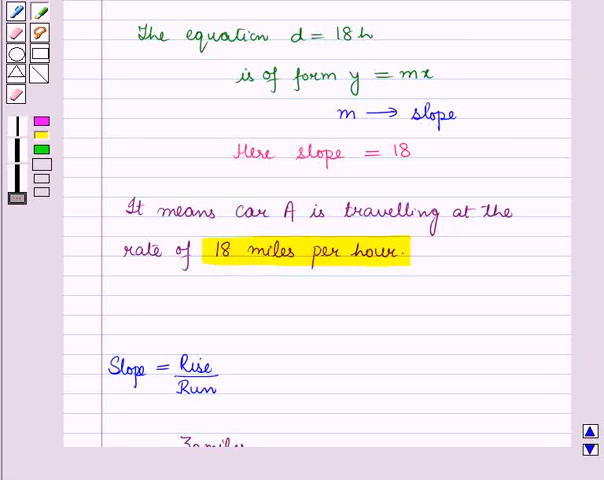 The equation d = 18h
is of form y = mx
m → slope
Here slope = 18
It means car A is travelling at the
rate of 18 miles per hour.
Slope = Rise
Run